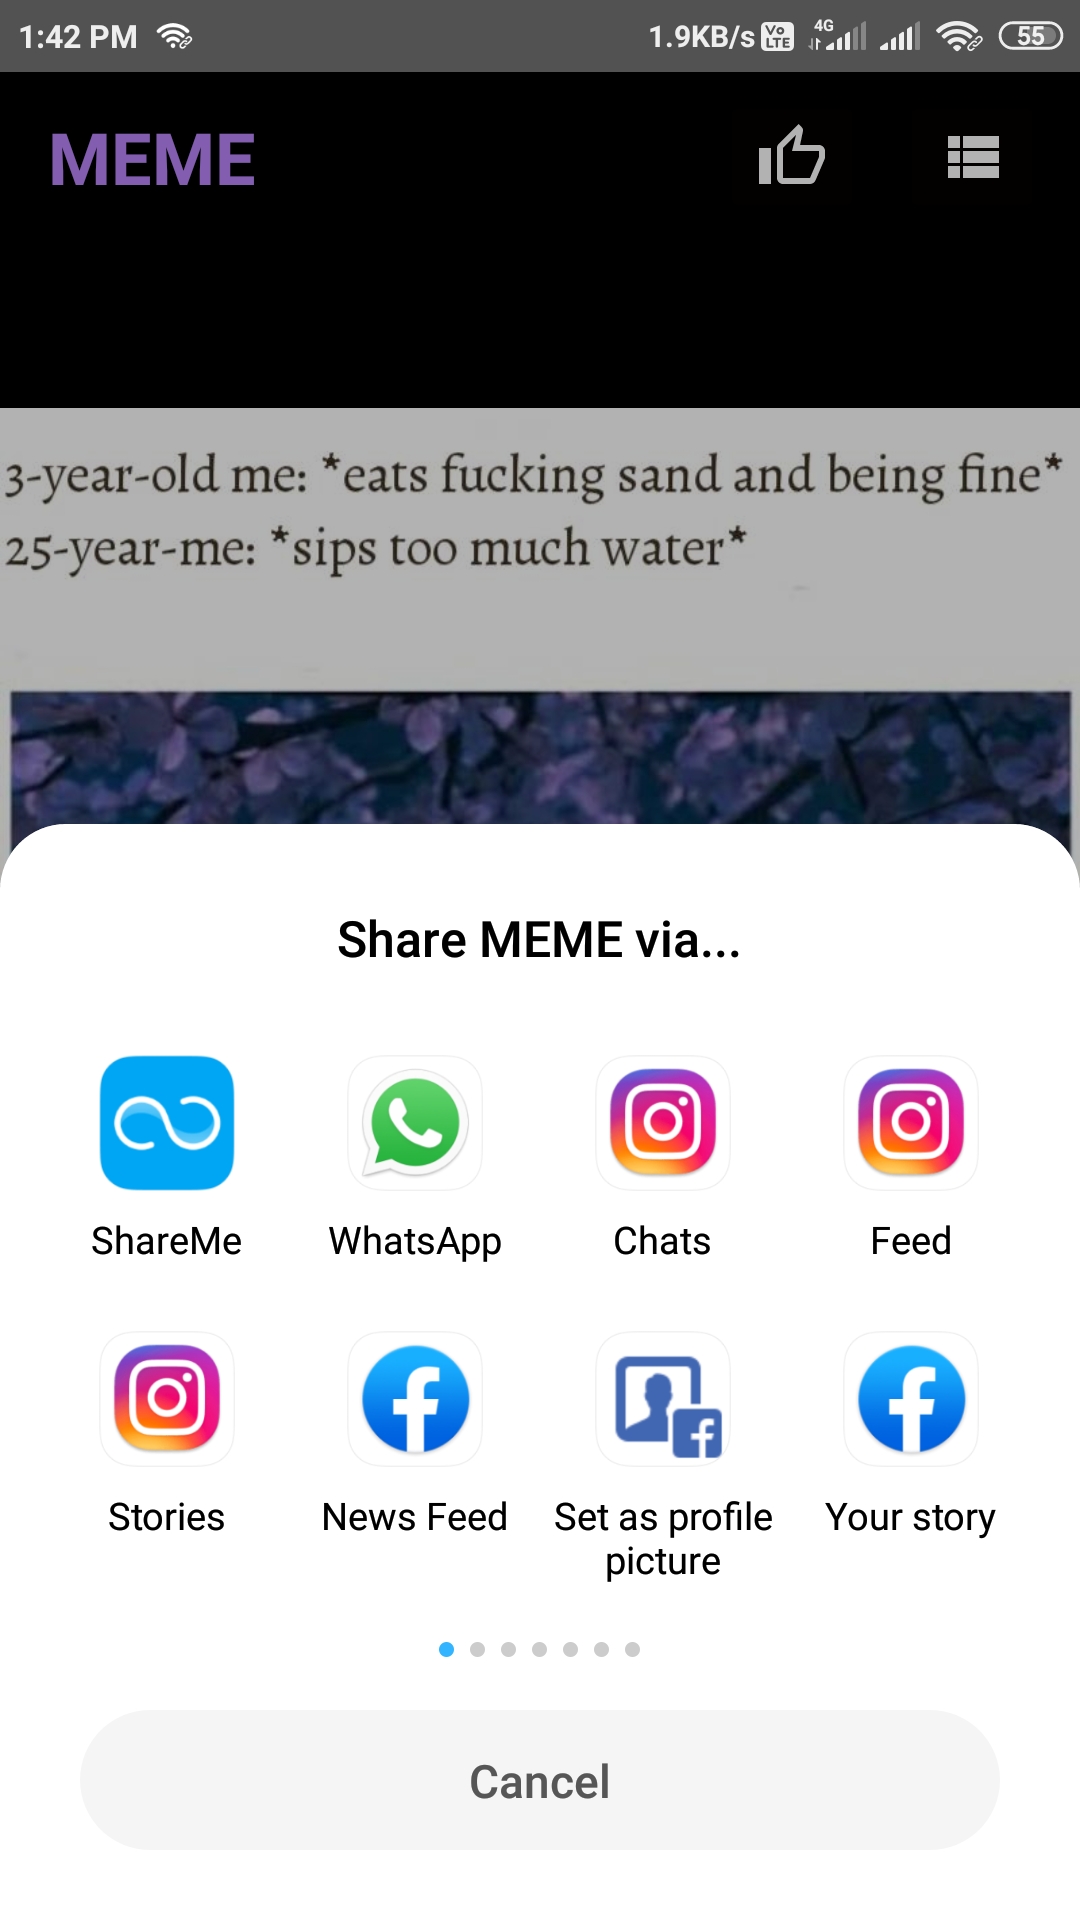 1:42 PM 1.9KB/s Vo LTE 4G 55
MEME
3-year-old me: *eats fucking sand and being fine*
25-year-me: *sips too much water*
Share MEME via...
ShareMe WhatsApp Chats Feed
Stories News Feed Set as profile picture Your story
Cancel